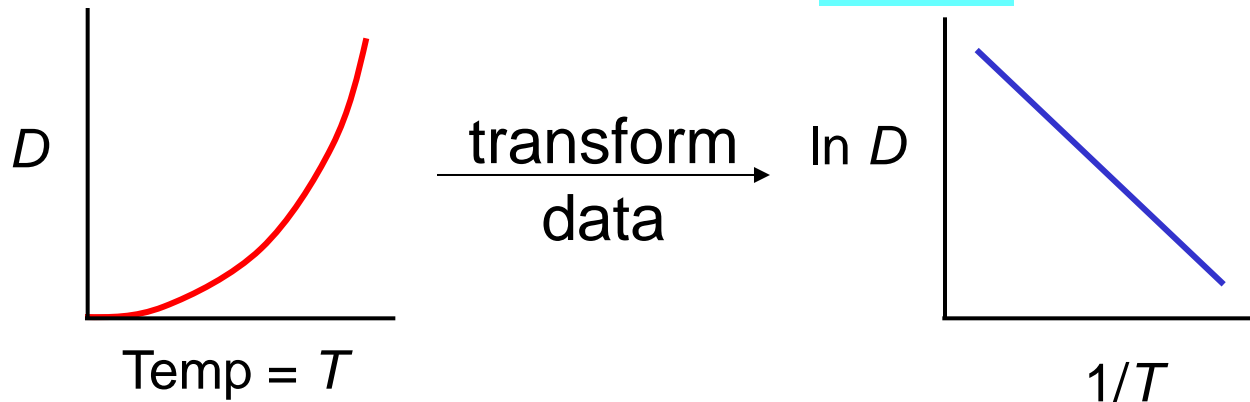 D
Temp = T
transform
data
ln D
1/T